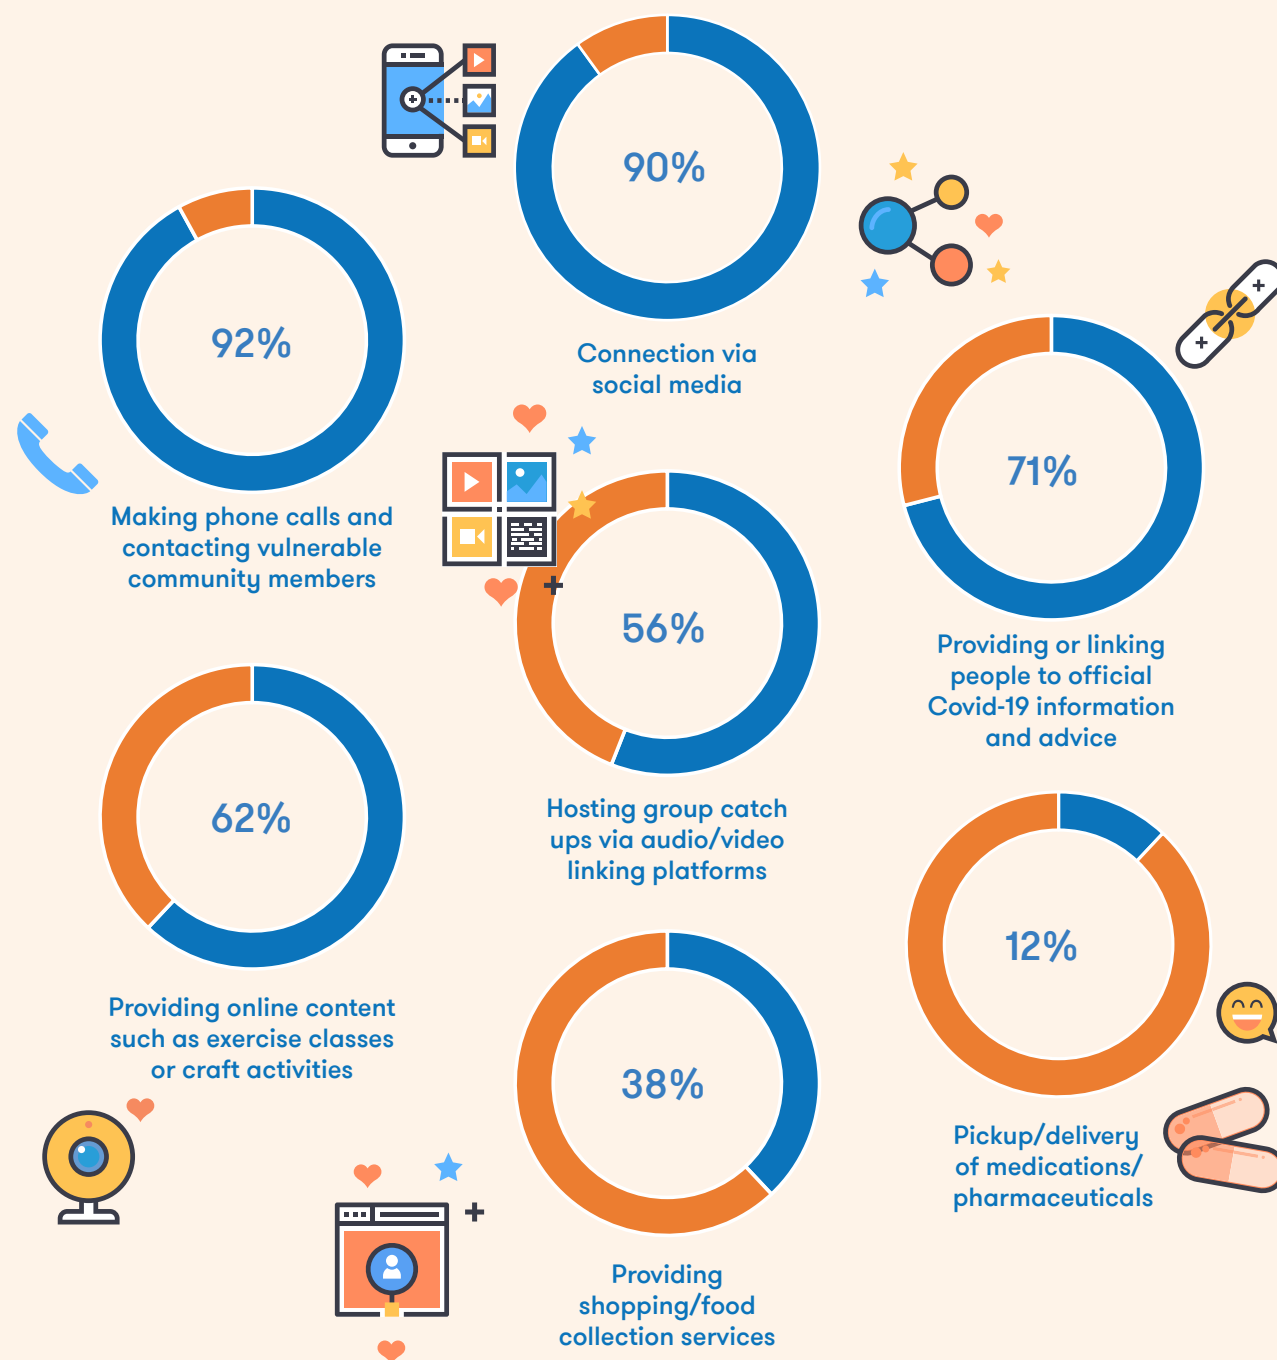 90%
Connection via
social media
92%
Making phone calls and
contacting vulnerable
community members
71%
Providing or linking
people to official
Covid-19 information
and advice
56%
Hosting group catch
ups via audio/video
linking platforms
62%
Providing online content
such as exercise classes
or craft activities
12%
Pickup/delivery
of medications/
pharmaceuticals
38%
Providing
shopping/food
collection services